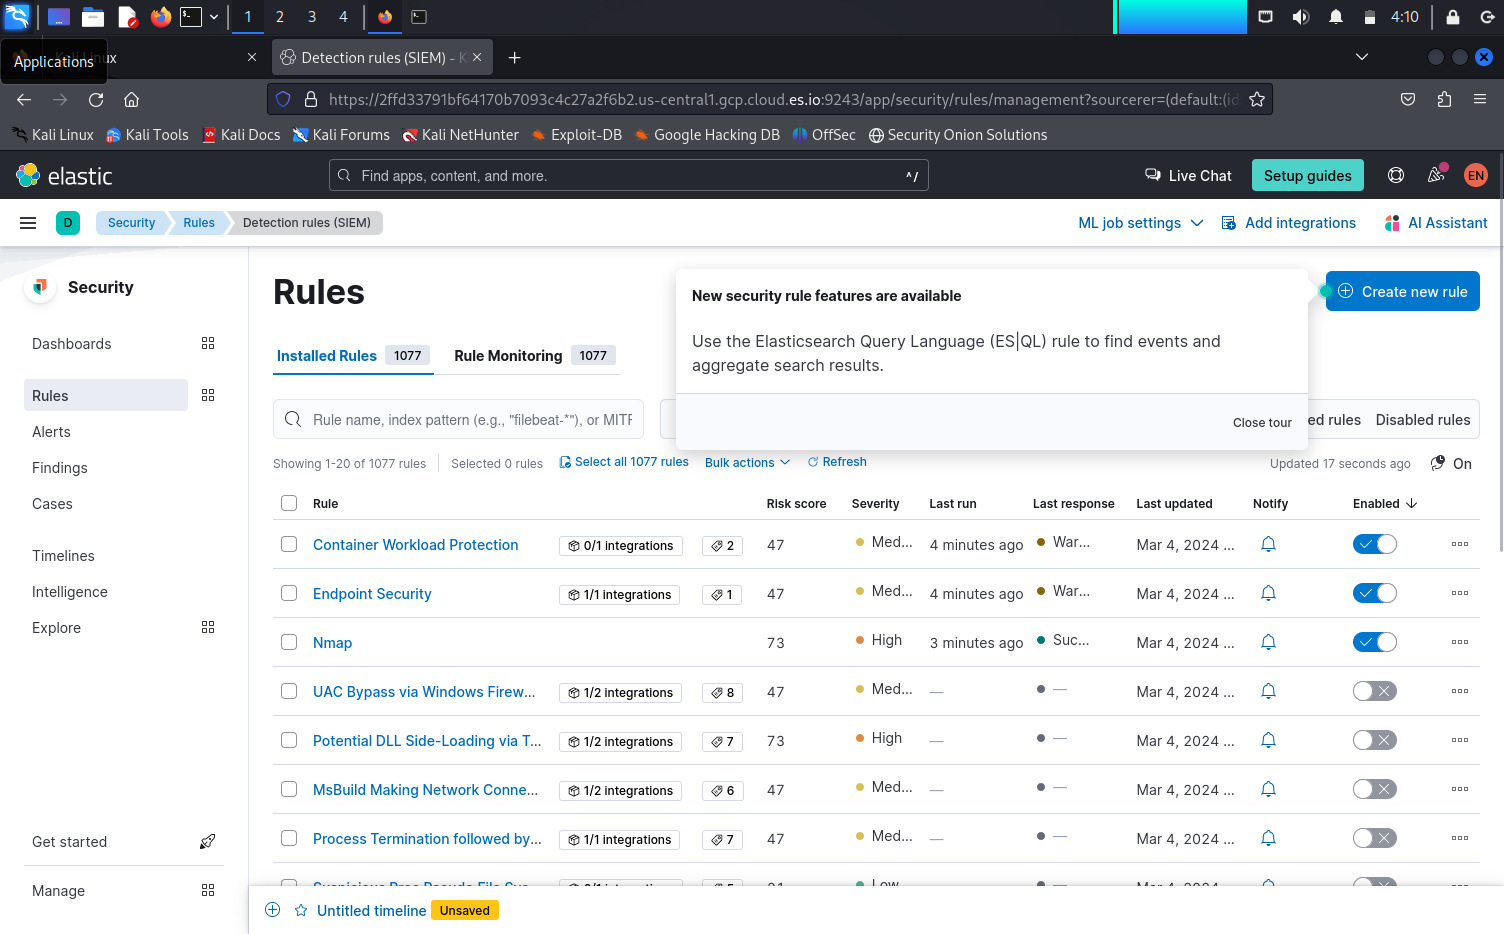 1 2 3 4 4:10
Applications
Linux
Detection rules (SIEM) - K
https://2ffd33791bf64170b7093c4c27a2f6b2.us-central1.gcp.cloud.es.io:9243/app/security/rules/management?sourcerer=(default:(id
Kali Linux Kali Tools Kali Docs Kali Forums Kali NetHunter Exploit-DB Google Hacking DB OffSec Security Onion Solutions
elastic Find apps, content, and more. ^/ Live Chat Setup guides EN
D Security Rules Detection rules (SIEM) ML job settings Add integrations AI Assistant
Security
Dashboards
Rules
Alerts
Findings
Cases
Timelines
Intelligence
Explore
Get started
Manage
Rules
Create new rule
New security rule features are available
Use the Elasticsearch Query Language (ES|QL) rule to find events and
aggregate search results.
Close tour
Installed Rules 1077 Rule Monitoring 1077
Rule name, index pattern (e.g., "filebeat-*"), or MITR
ed rules Disabled rules
Showing 1-20 of 1077 rules Selected 0 rules Select all 1077 rules Bulk actions Refresh Updated 17 seconds ago On
Rule Risk score Severity Last run Last response Last updated Notify Enabled
Container Workload Protection 0/1 integrations 2 47 Med... 4 minutes ago War... Mar 4, 2024 ...
Endpoint Security 1/1 integrations 1 47 Med... 4 minutes ago War... Mar 4, 2024 ...
Nmap 73 High 3 minutes ago Suc... Mar 4, 2024 ...
UAC Bypass via Windows Firew... 1/2 integrations 8 47 Med... — — Mar 4, 2024 ...
Potential DLL Side-Loading via T... 1/2 integrations 7 73 High — — Mar 4, 2024 ...
MsBuild Making Network Conne... 1/2 integrations 6 47 Med... — — Mar 4, 2024 ...
Process Termination followed by... 1/1 integrations 7 47 Med... — — Mar 4, 2024 ...
Untitled timeline Unsaved